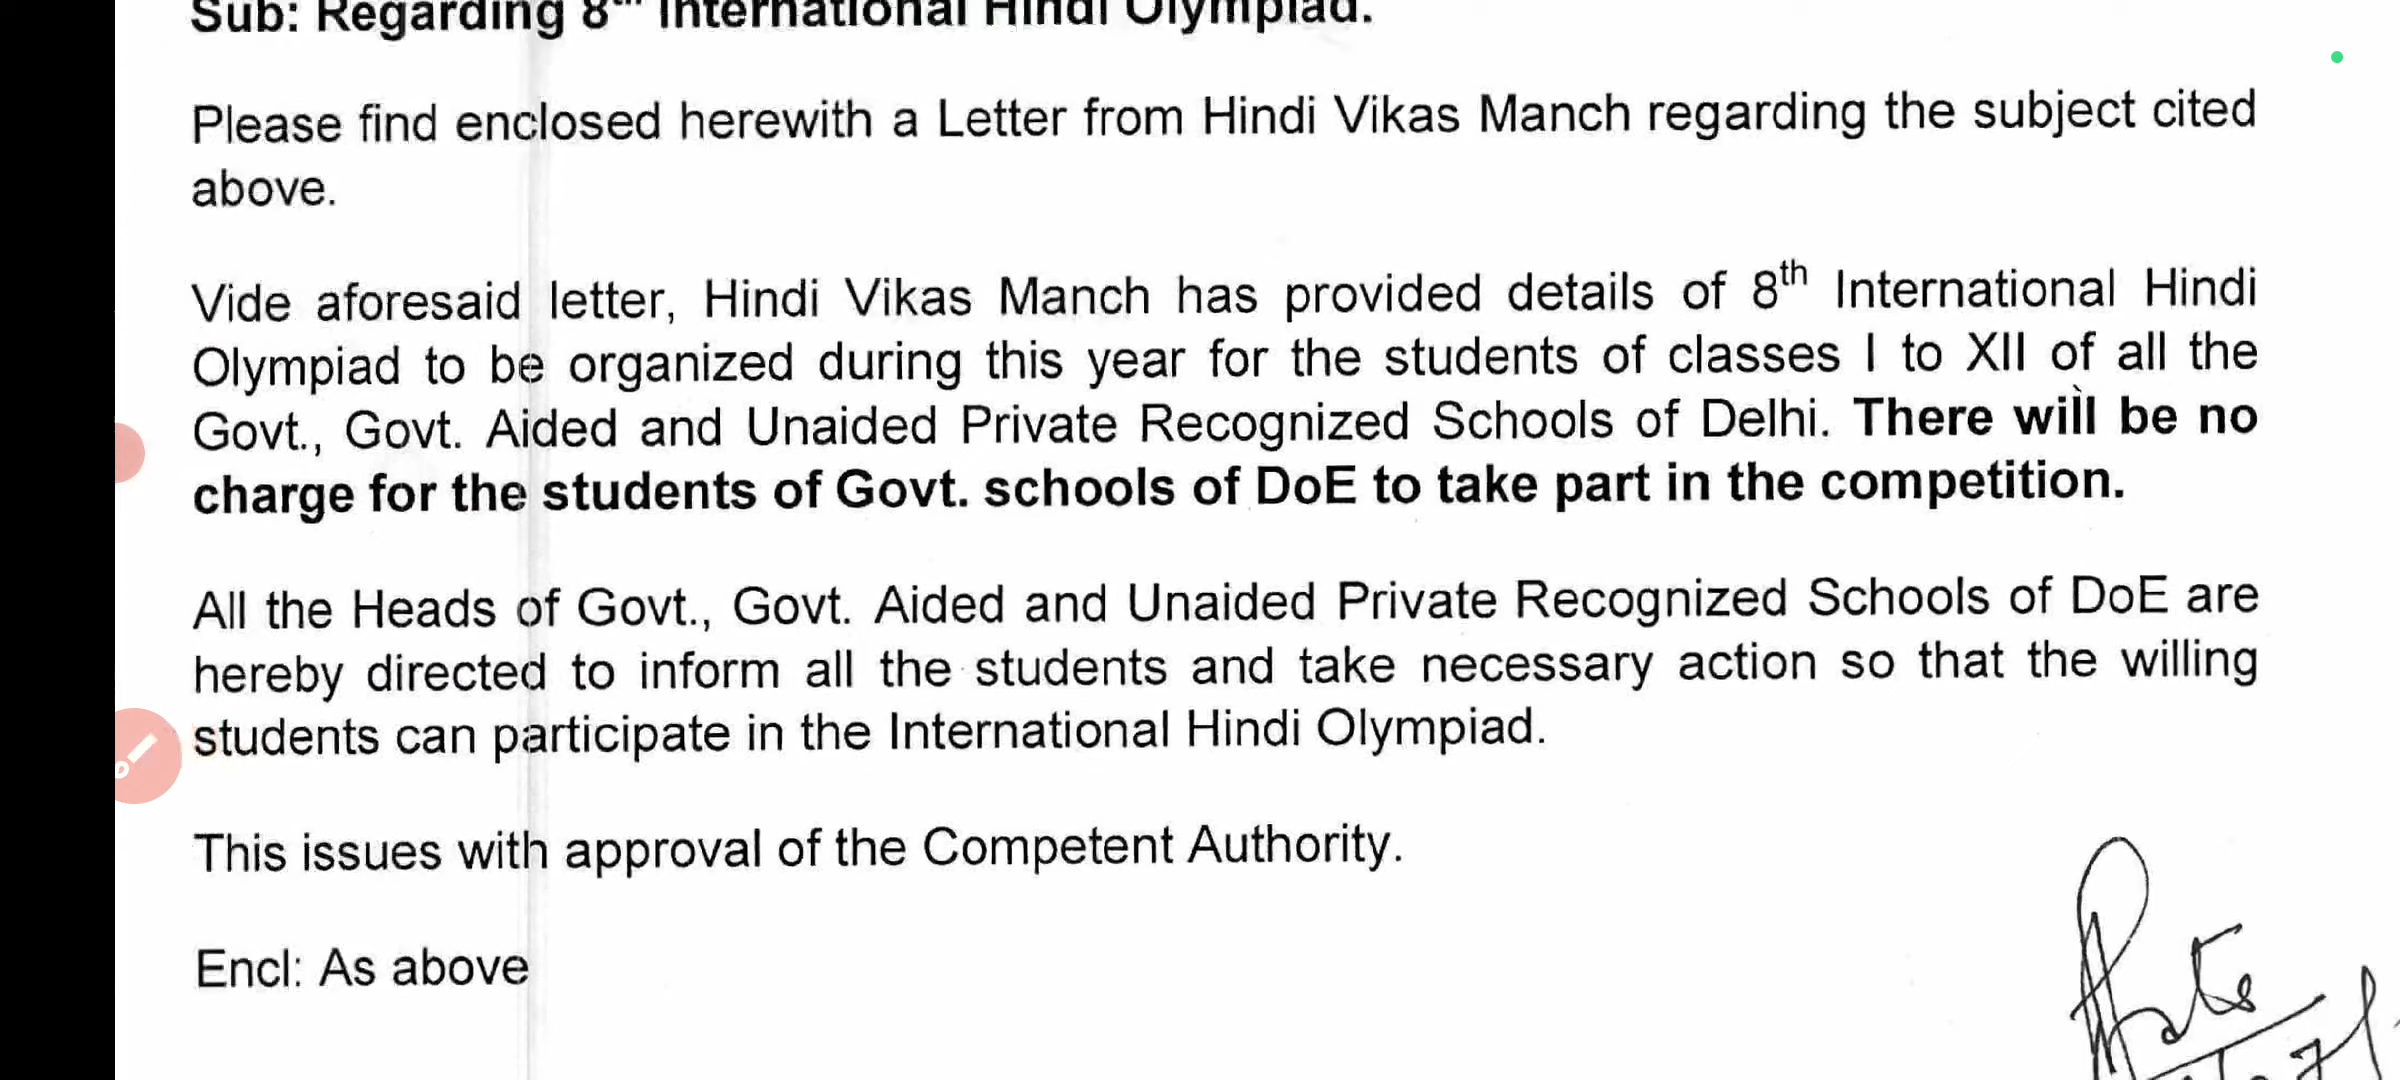 Sub: Regarding 8th International Hindi Olympiad.
Please find enclosed herewith a Letter from Hindi Vikas Manch regarding the subject cited
above.
Vide aforesaid letter, Hindi Vikas Manch has provided details of 8th International Hindi
Olympiad to be organized during this year for the students of classes I to XII of all the
Govt., Govt. Aided and Unaided Private Recognized Schools of Delhi. There will be no
charge for the students of Govt. schools of DoE to take part in the competition.
All the Heads of Govt., Govt. Aided and Unaided Private Recognized Schools of DoE are
hereby directed to inform all the students and take necessary action so that the willing
students can participate in the International Hindi Olympiad.
This issues with approval of the Competent Authority.
Encl: As above